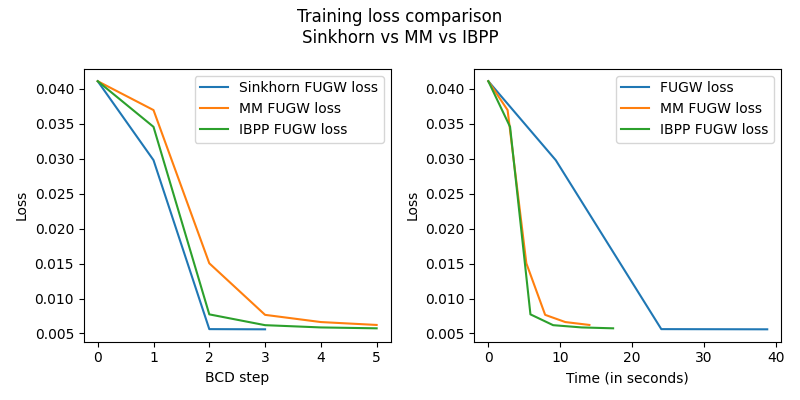 Training loss comparison
Sinkhorn vs MM vs IBPP
Loss
0.040
0.035
0.030
0.025
0.020
0.015
0.010
0.005
0 1 2 3 4 5
BCD step
Sinkhorn FUGW loss
MM FUGW loss
IBPP FUGW loss
Loss
0.040
0.035
0.030
0.025
0.020
0.015
0.010
0.005
0 10 20 30 40
Time (in seconds)
FUGW loss
MM FUGW loss
IBPP FUGW loss